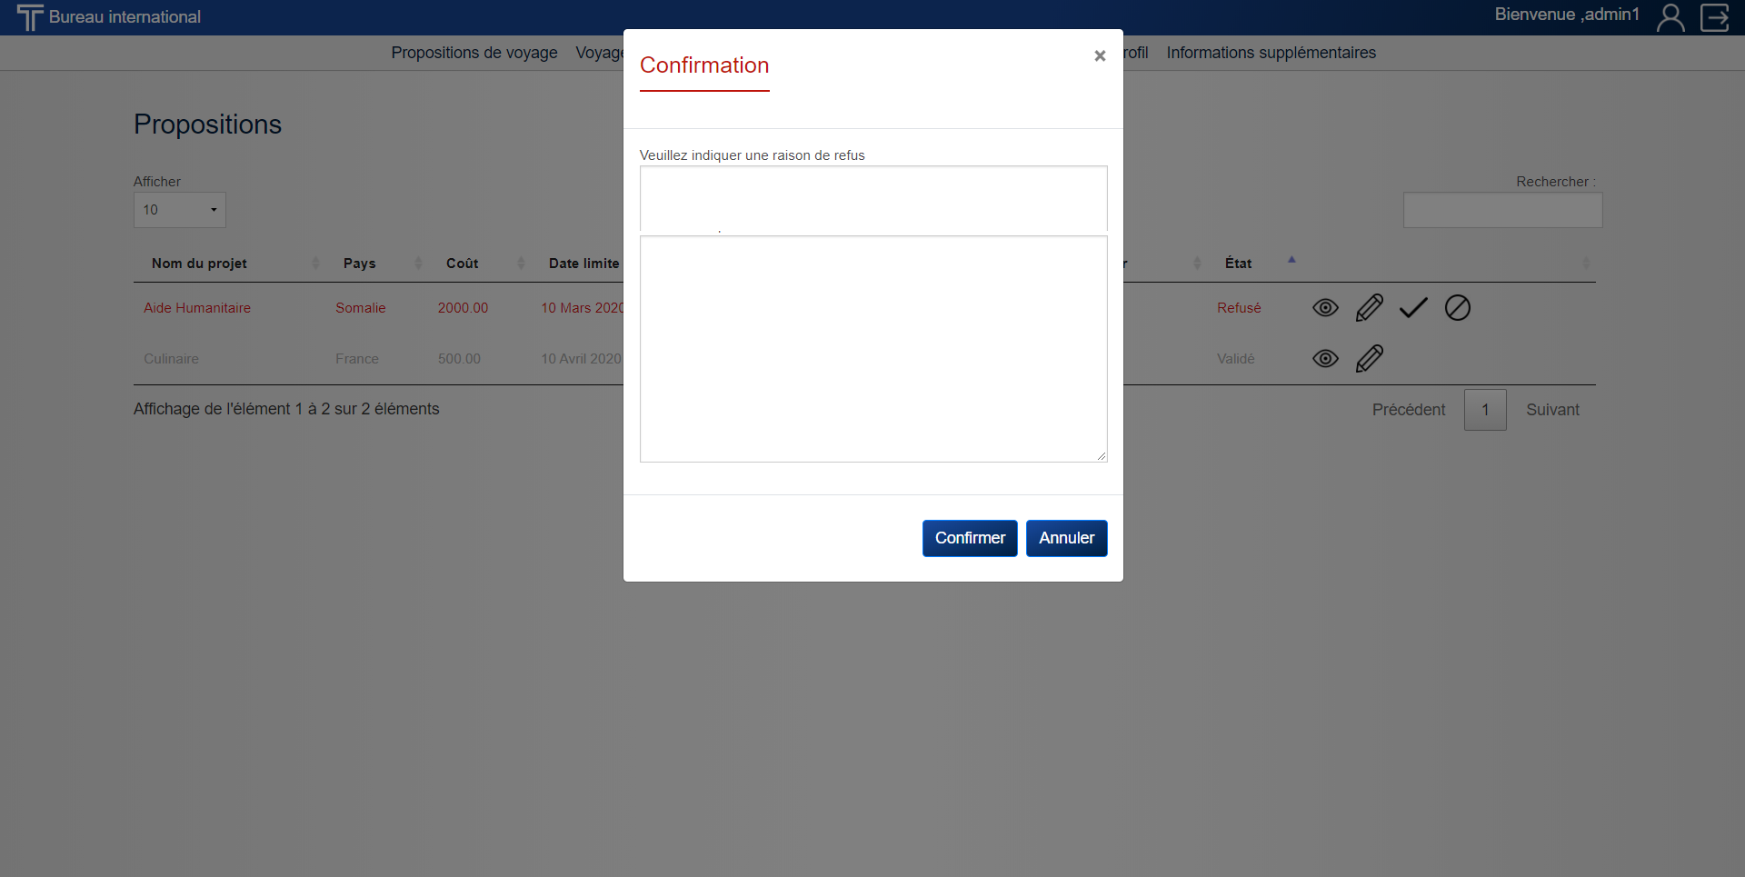 Bureau international
Bienvenue ,admin1
Propositions de voyage Voyage rofil Informations supplémentaires
Confirmation
×
Propositions
Veuillez indiquer une raison de refus
Afficher
Rechercher :
10
Nom du projet Pays Coût Date limite r État
Aide Humanitaire Somalie 2000.00 10 Mars 2020 Refusé
Culinaire France 500.00 10 Avril 2020 Validé
Affichage de l'élément 1 à 2 sur 2 éléments
Précédent 1 Suivant
Confirmer Annuler